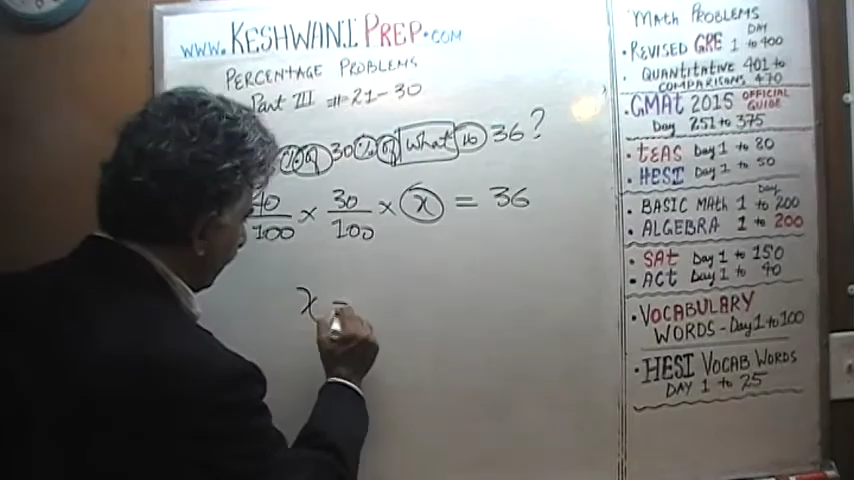 www.KESHWANI PREP.COM
PERCENTAGE PROBLEMS
Part III #21-30
% of 30 % of what is 36?
40/100 × 30/100 × x = 36
x =
MATH PROBLEMS
DAY
• REVISED GRE 1 to 400
• QUANTITATIVE 401 to
COMPARISONS 470
• GMAT 2015 OFFICIAL GUIDE
Day 251 to 375
• TEAS Day 1 to 20
• HESI Day 1 to 50
Day
• BASIC MATH 1 to 200
• ALGEBRA 1 to 200
• SAT Day 1 to 150
• ACT Day 1 to 40
• VOCABULARY
WORDS - Day 1 to 100
• HESI VOCAB WORDS
DAY 1 to 25